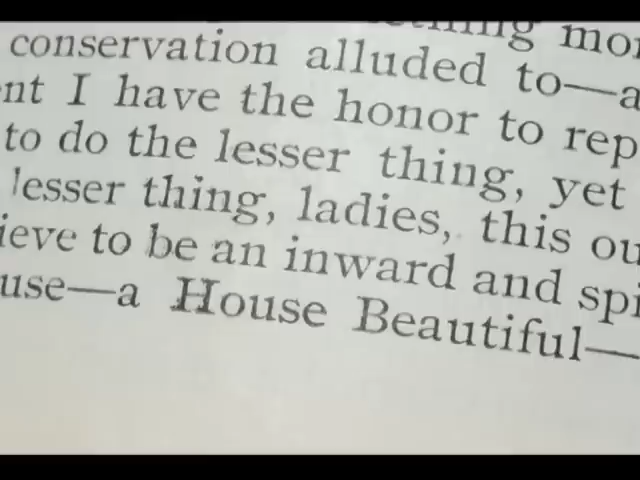 conservation alluded to—a
I have the honor to rep
to do the lesser thing, yet
lesser thing, ladies, this ou
ieve to be an inward and spi
use—a House Beautiful—